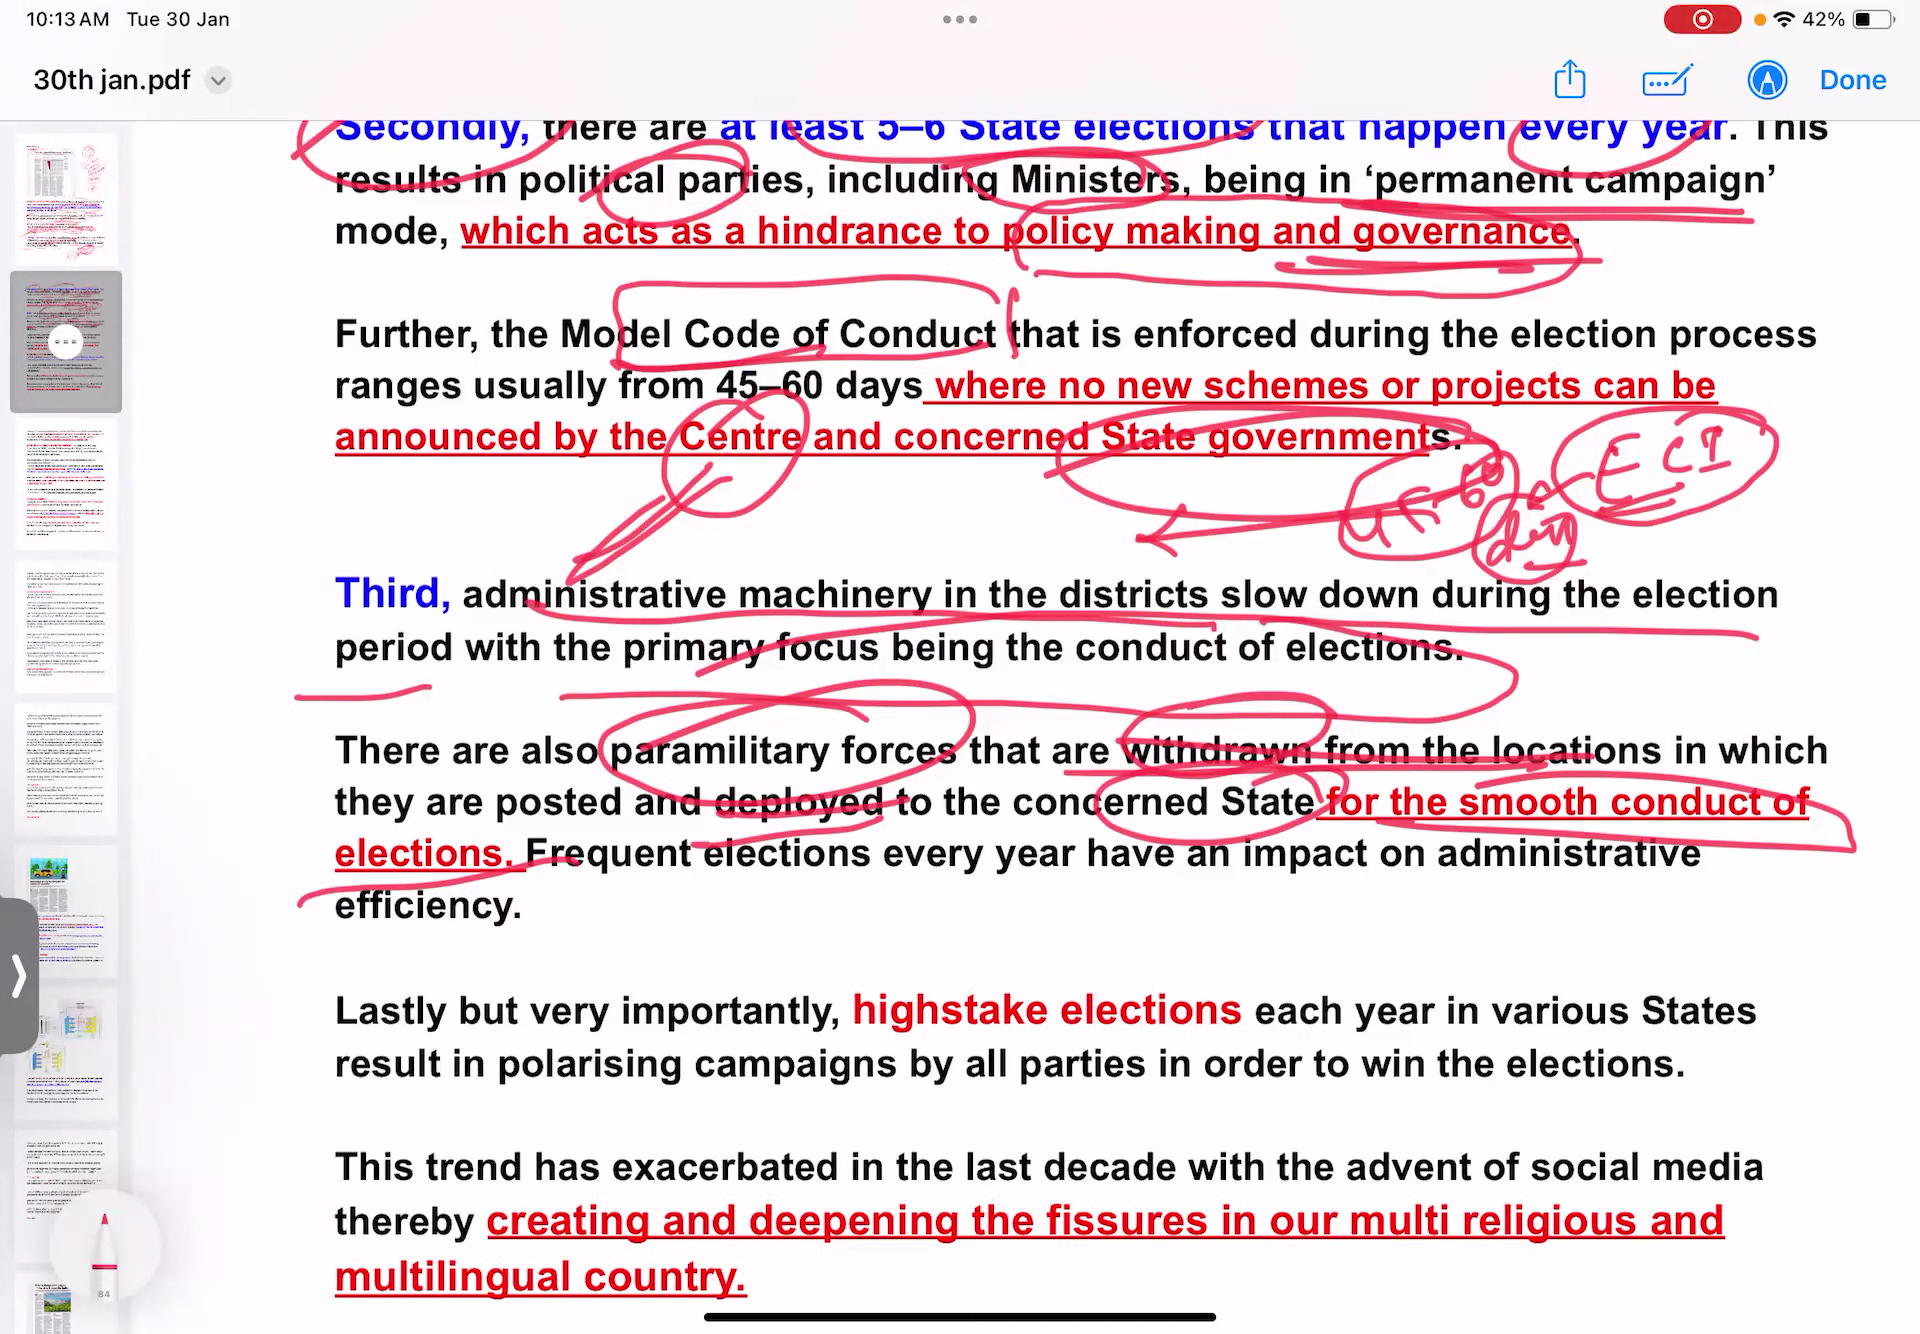 10:13 AM Tue 30 Jan
42%
30th jan.pdf
Done
Secondly, there are at least 5–6 State elections that happen every year. This
results in political parties, including Ministers, being in ‘permanent campaign’
mode, which acts as a hindrance to policy making and governance.
Further, the Model Code of Conduct that is enforced during the election process
ranges usually from 45–60 days where no new schemes or projects can be
announced by the Centre and concerned State governments.
ECI
45-60
days
Third, administrative machinery in the districts slow down during the election
period with the primary focus being the conduct of elections.
There are also paramilitary forces that are withdrawn from the locations in which
they are posted and deployed to the concerned State for the smooth conduct of
elections. Frequent elections every year have an impact on administrative
efficiency.
Lastly but very importantly, highstake elections each year in various States
result in polarising campaigns by all parties in order to win the elections.
This trend has exacerbated in the last decade with the advent of social media
thereby creating and deepening the fissures in our multi religious and
multilingual country.
84